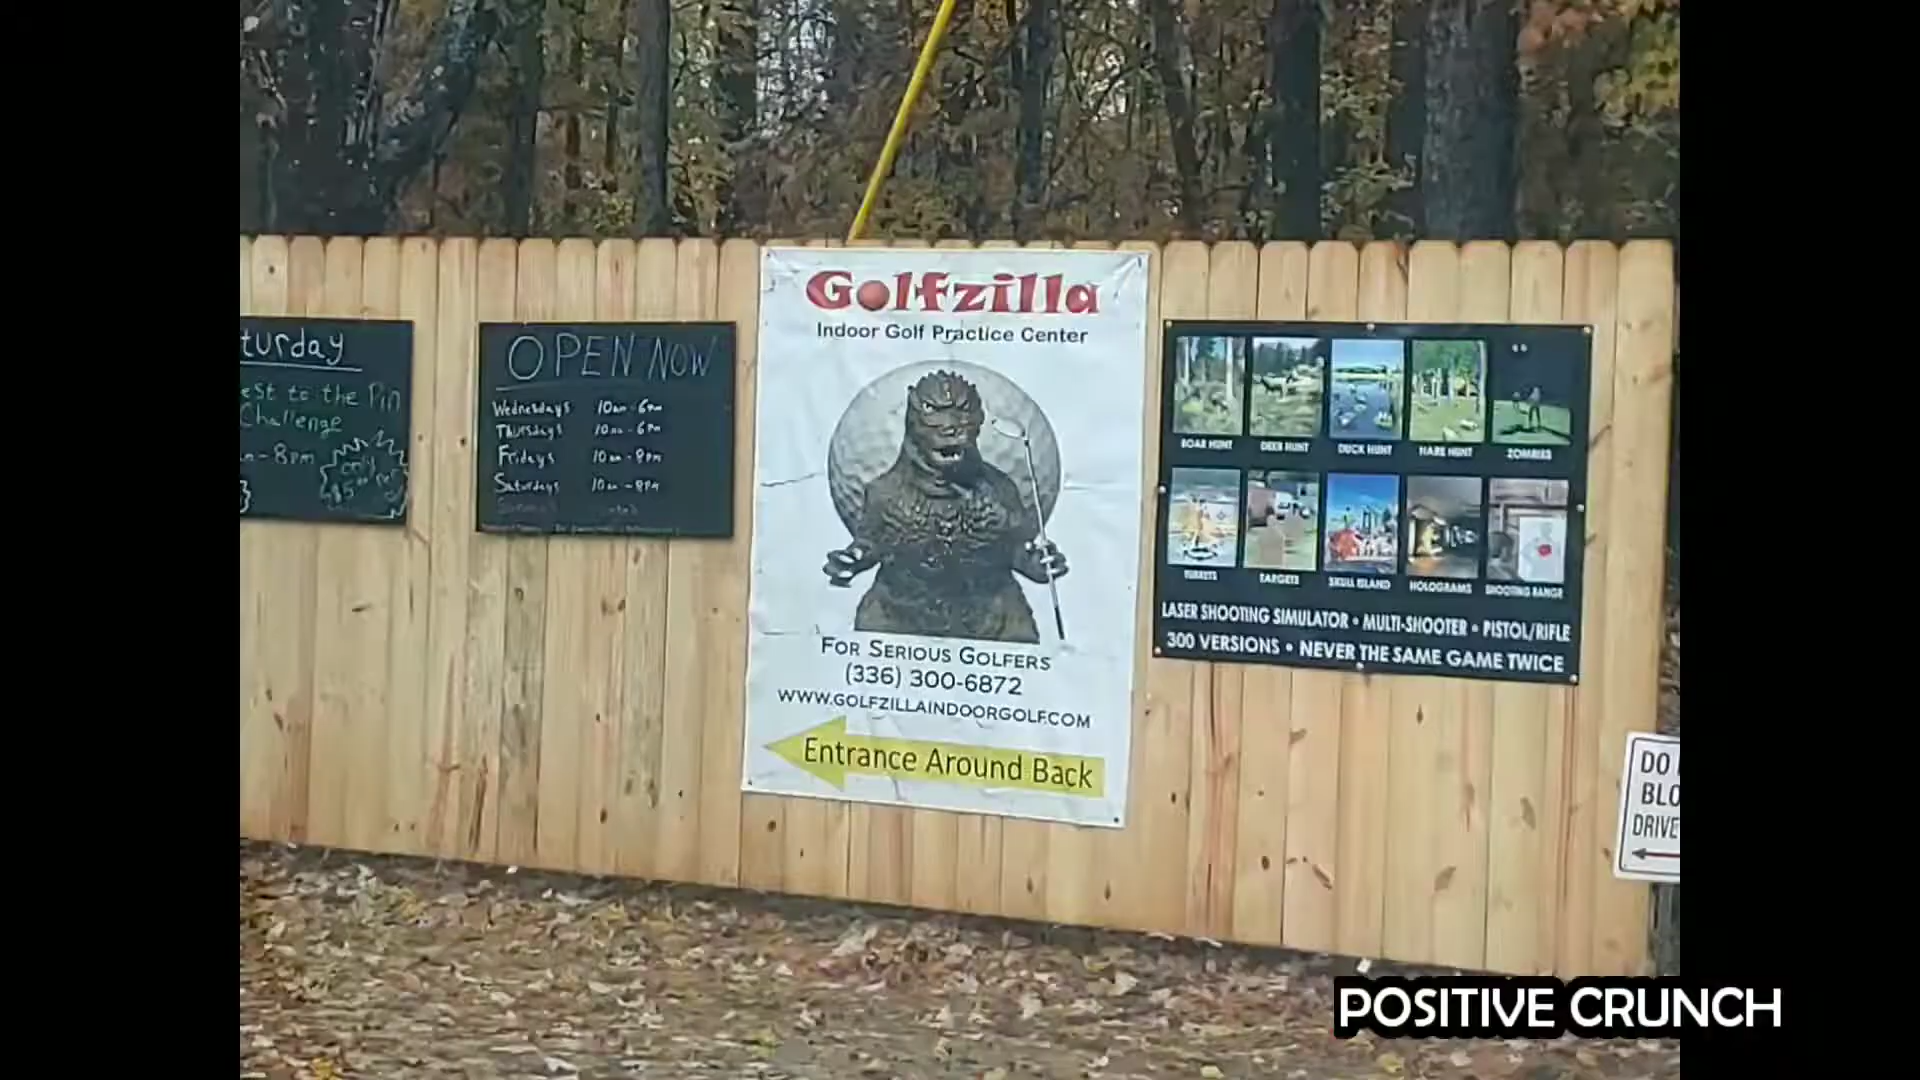 turday
est to the Pin
Challenge
-8pm
only
OPEN NOW
Wednesdays 10am-6pm
Thursdays 10am-6pm
Fridays 10am-8pm
Saturdays 10am-8pm
Golfzilla
Indoor Golf Practice Center
FOR SERIOUS GOLFERS
(336) 300-6872
WWW.GOLFZILLAINDOORGOLF.COM
Entrance Around Back
BOAR HUNT DEER HUNT DUCK HUNT HARE HUNT ZOMBIES
TURRETS TARGETS SKULL ISLAND HOLOGRAMS SHOOTING RANGE
LASER SHOOTING SIMULATOR • MULTI-SHOOTER • PISTOL/RIFLE
300 VERSIONS • NEVER THE SAME GAME TWICE
DO
BLO
DRIVE
POSITIVE CRUNCH